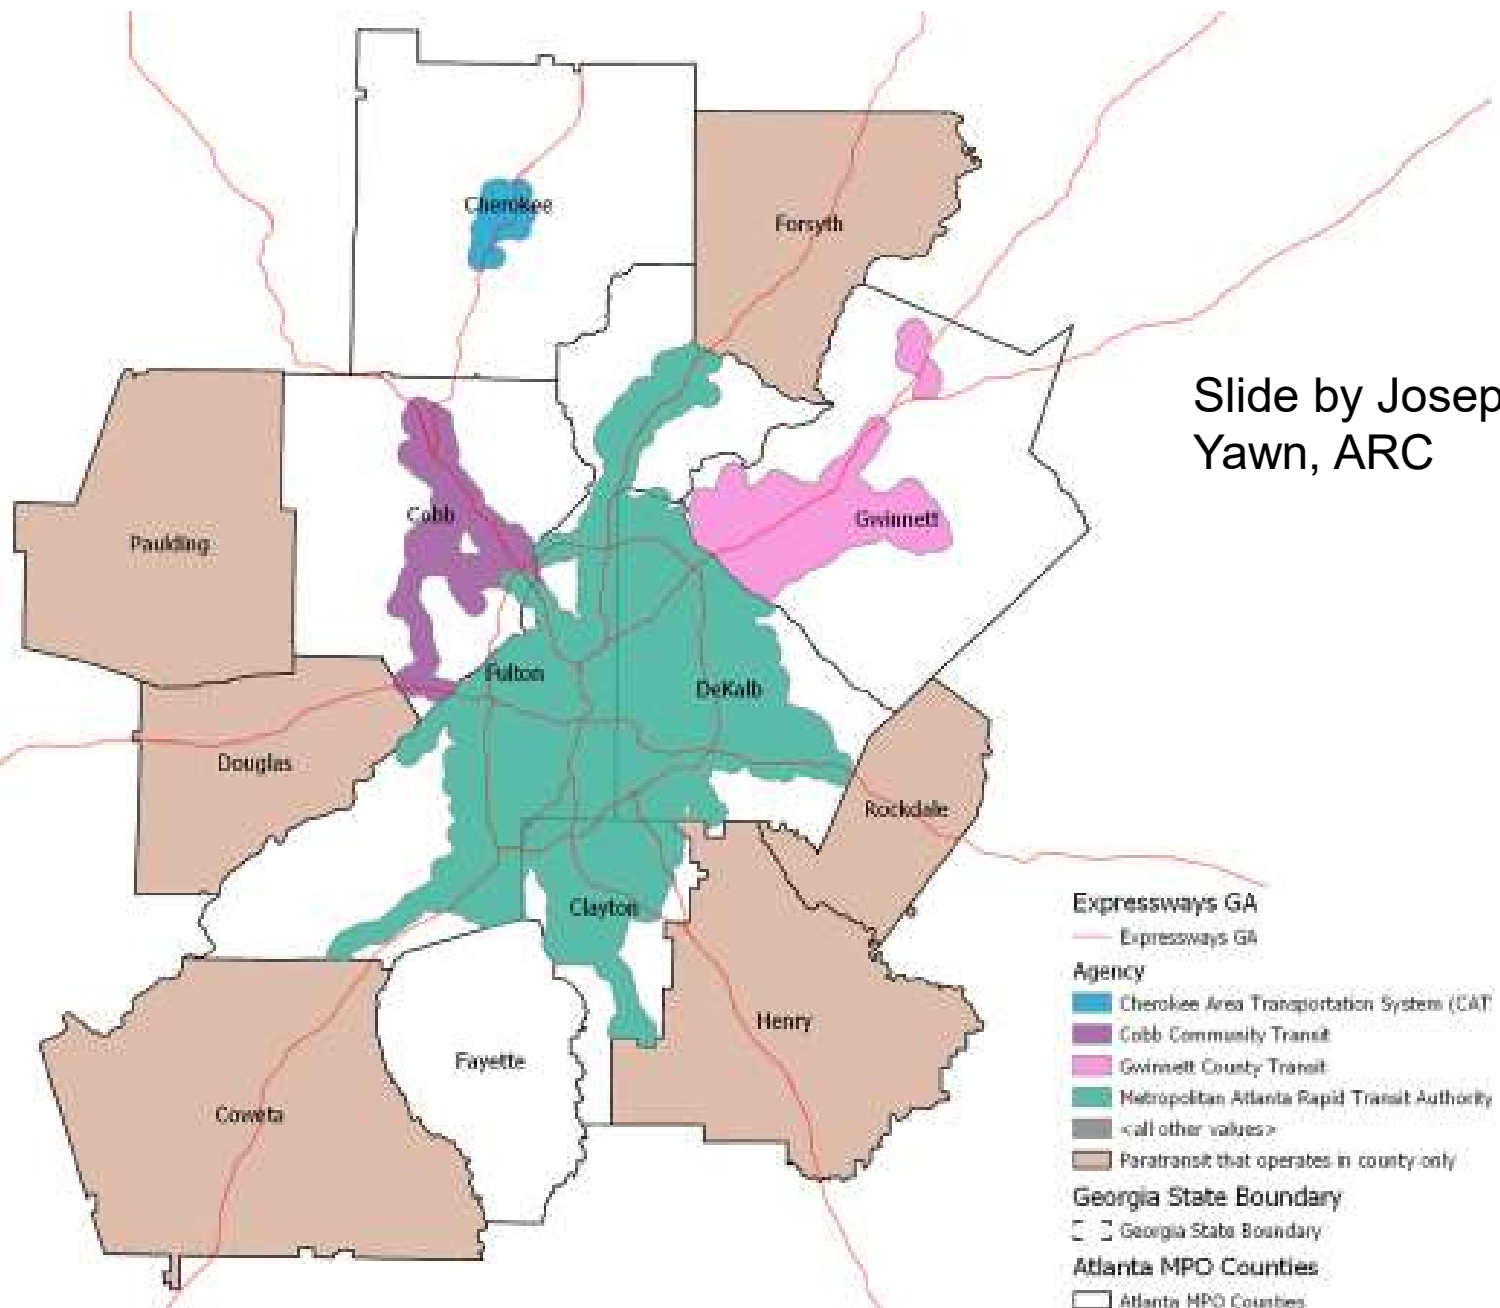 Cherokee
Forsyth
Slide by Josep
Yawn, ARC
Cobb
Gwinnett
Paulding
Fulton
DeKalb
Douglas
Rockdale
Clayton
Henry
Fayette
Coweta
Expressways GA
Expressways GA
Agency
Cherokee Area Transportation System (CAT
Cobb Community Transit
Gwinnett County Transit
Metropolitan Atlanta Rapid Transit Authority
<all other values>
Paratransit that operates in county only
Georgia State Boundary
Georgia State Boundary
Atlanta MPO Counties
Atlanta MPO Counties